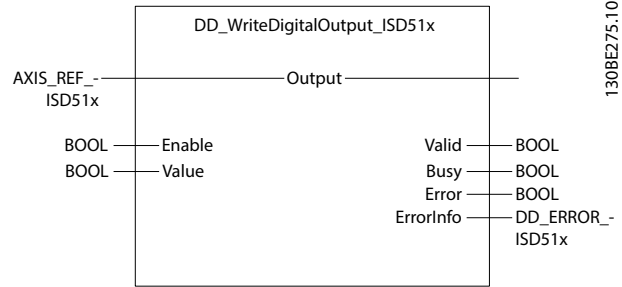 DD_WriteDigitalOutput_ISD51x
AXIS_REF_-
ISD51x
Output
BOOL
Enable
Valid
BOOL
BOOL
Value
Busy
BOOL
Error
BOOL
ErrorInfo
DD_ERROR_-
ISD51x
130BE275.10